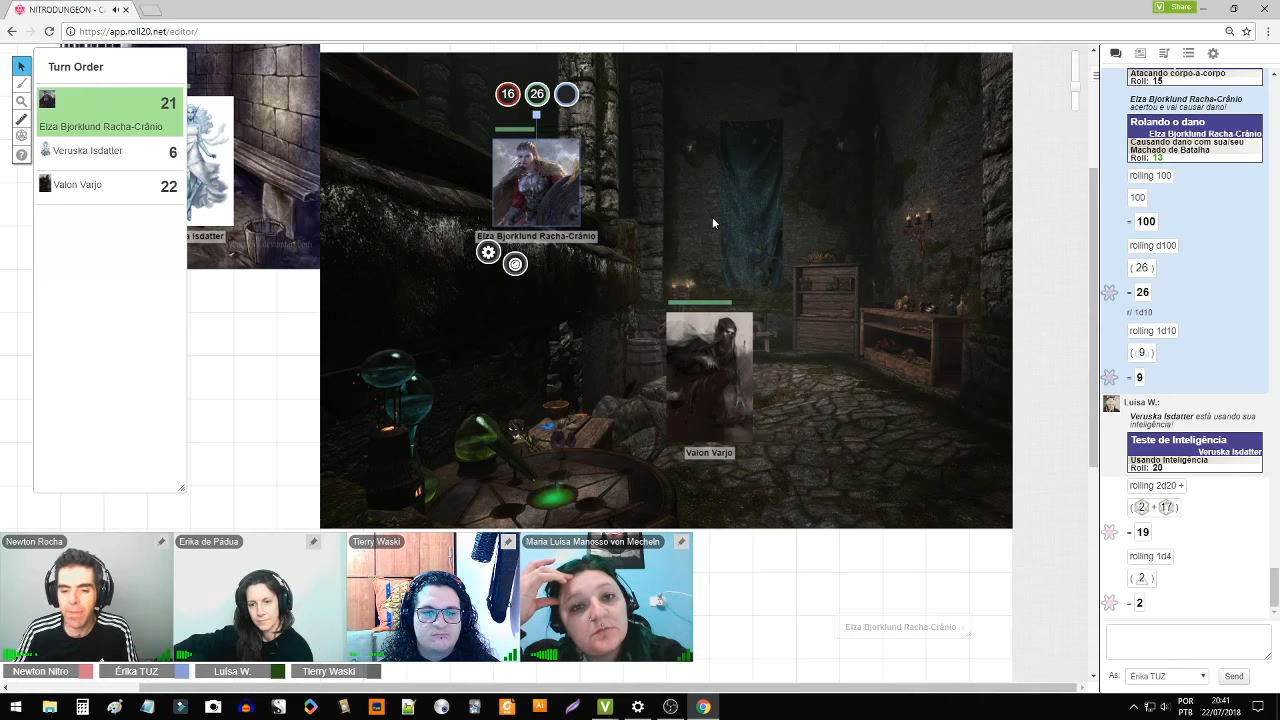 NITRODUNGEON - C
Share
https://app.roll20.net/editor/
Turn Order
21
Elza Bjorklund Racha-Crânio
Veruska Isdatter
6
Valon Varjo
22
a Isdatter
16
26
Elza Bjorklund Racha-Crânio
Valon Varjo
Elza Bjorklund Racha-Crânio
Atacando corpo-a-corpo
Roll: 15
Elza Bjorklund Racha-Crânio
acertou e vai causar dano!
Rolando o dano
Elza Bjorklund Racha-Crânio
Causando dano com sua/seu
Machado de Batalha
Roll: 13
rolling 100
100
= 100
rolling d100
(26)
= 26
r/ 1d10
rolling 1d10
(9)
= 9
Luísa W.:
Veruska Isdatter está usando sua
inteligência!
Teste de Inteligência
Veruska Isdatter
Usando Inteligência
Roll: 20
rolling 2d20 +
(2+17)
= 19
rolling 1d4
(2)
= 2
As:
Érika TUZ
Send
Newton Rocha
Erika de Pádua
Tierry Waski
Maria Luísa Manosso von Mecheln
Newton Nitro
Érika TUZ
Luísa W.
Tierry Waski
POR
PTB
20:41
22/07/2018